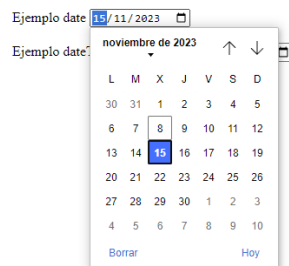 Ejemplo date 15/11/2023
Ejemplo date
noviembre de 2023
L M X J V S D
30 31 1 2 3 4 5
6 7 8 9 10 11 12
13 14 15 16 17 18 19
20 21 22 23 24 25 26
27 28 29 30 1 2 3
4 5 6 7 8 9 10
Borrar Hoy